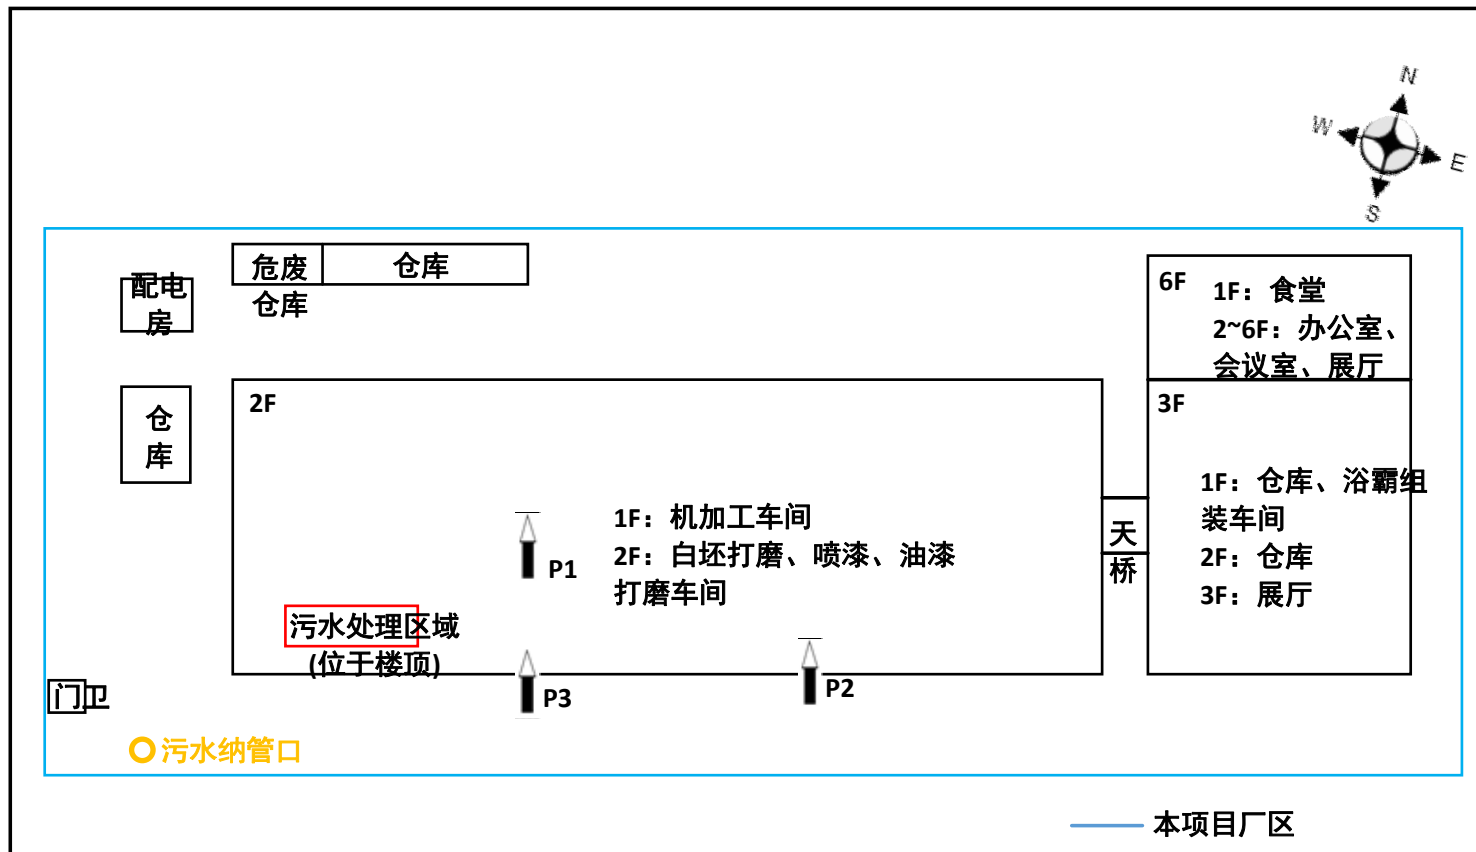 N
W
E
S
危废
仓库
仓库
配电
房
6F
1F：食堂
2~6F：办公室、
会议室、展厅
仓
库
2F
3F
1F：机加工车间
2F：白坯打磨、喷漆、油漆
打磨车间
天
桥
1F：仓库、浴霸组
装车间
2F：仓库
3F：展厅
P1
污水处理区域
(位于楼顶)
P3
P2
门卫
污水纳管口
本项目厂区